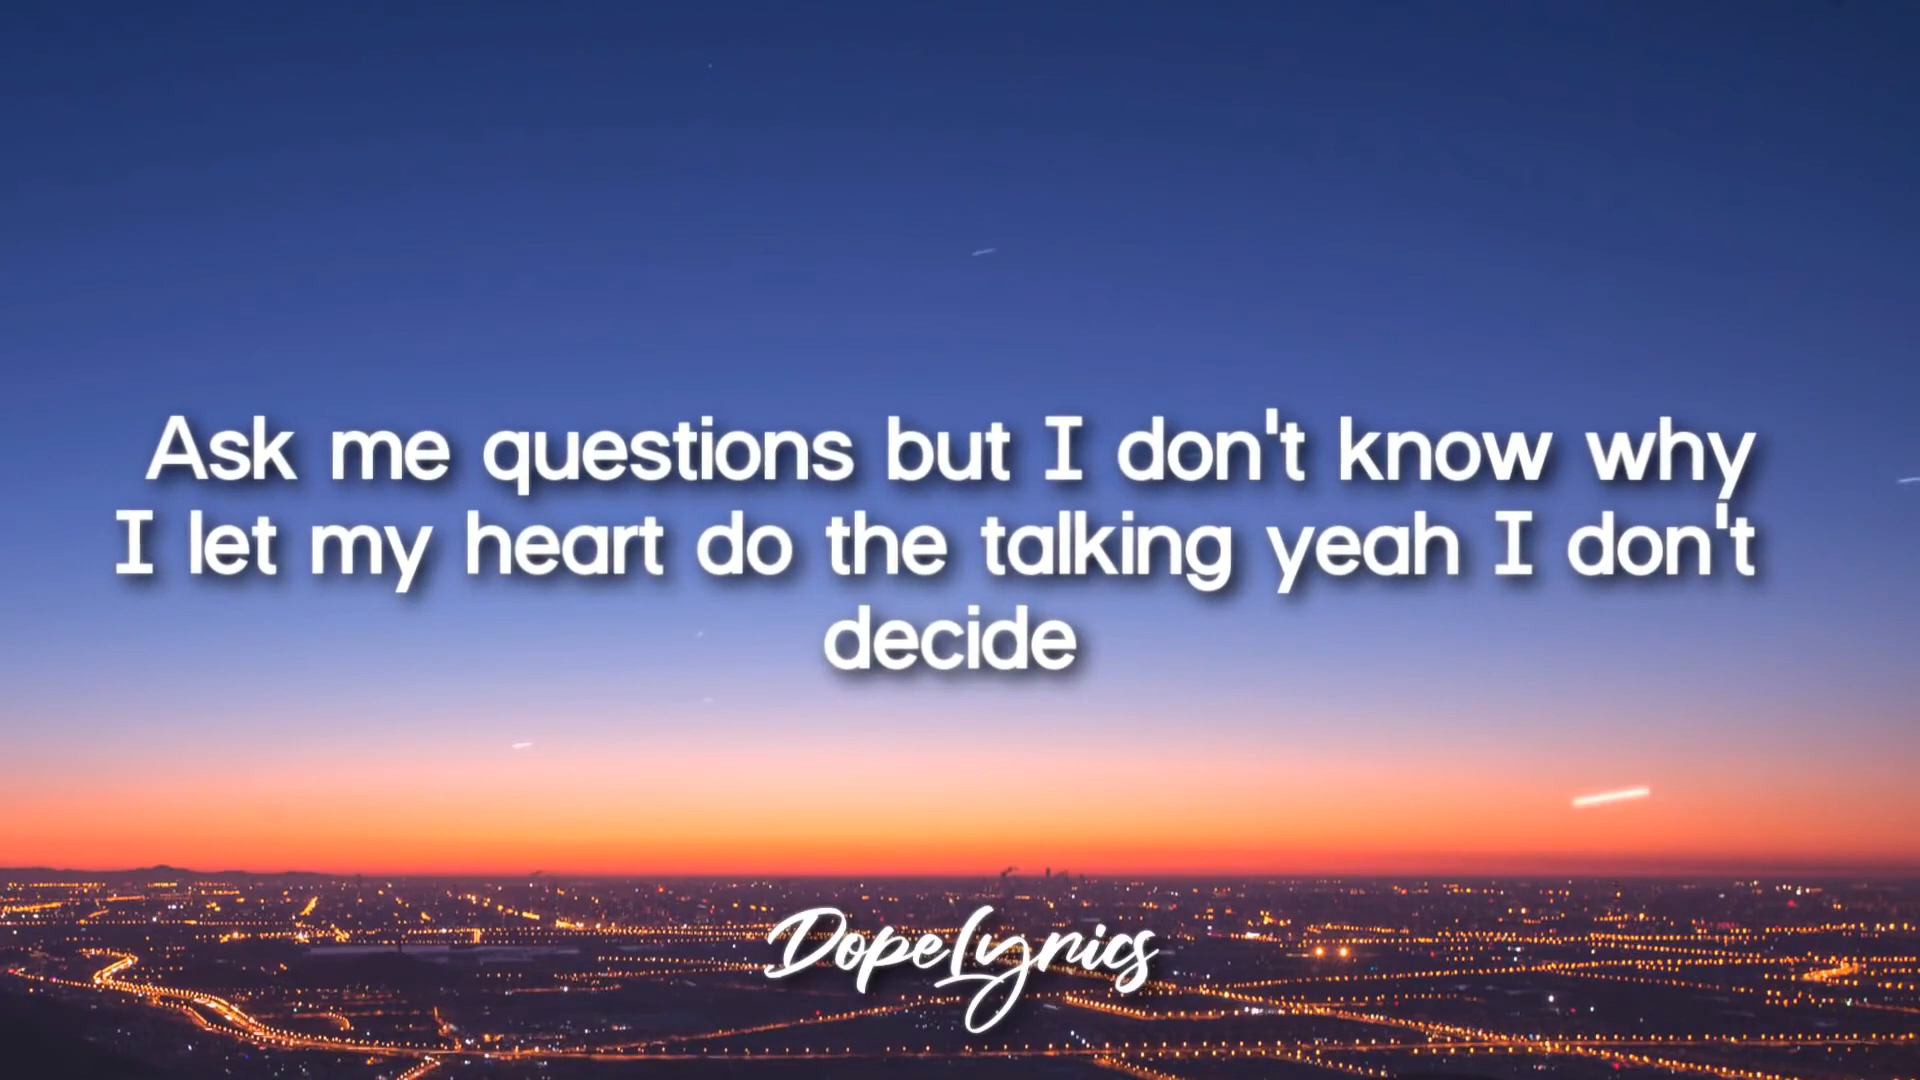 Ask me questions but I don't know why
I let my heart do the talking yeah I don't
decide
DopeLyrics